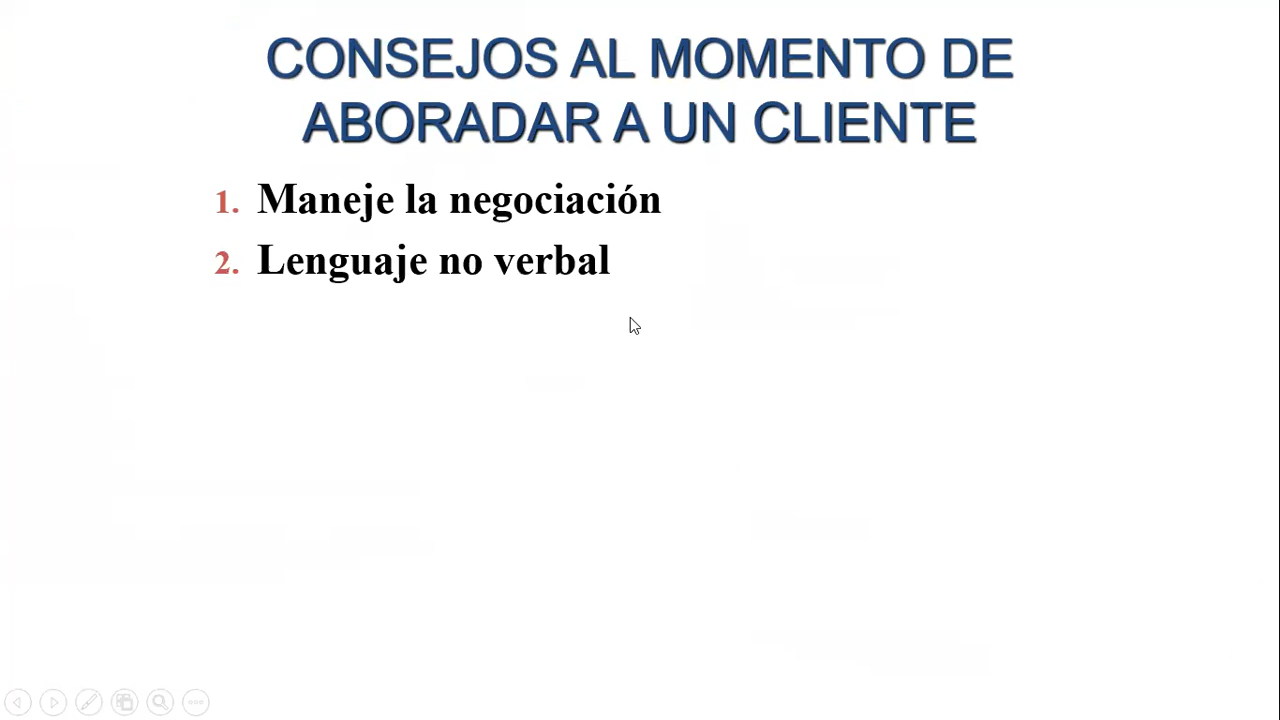 CONSEJOS AL MOMENTO DE
ABORADAR A UN CLIENTE
1. Maneje la negociación
2. Lenguaje no verbal